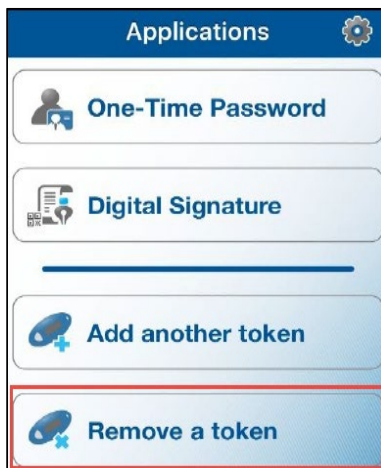 Applications
One-Time Password
Digital Signature
Add another token
Remove a token